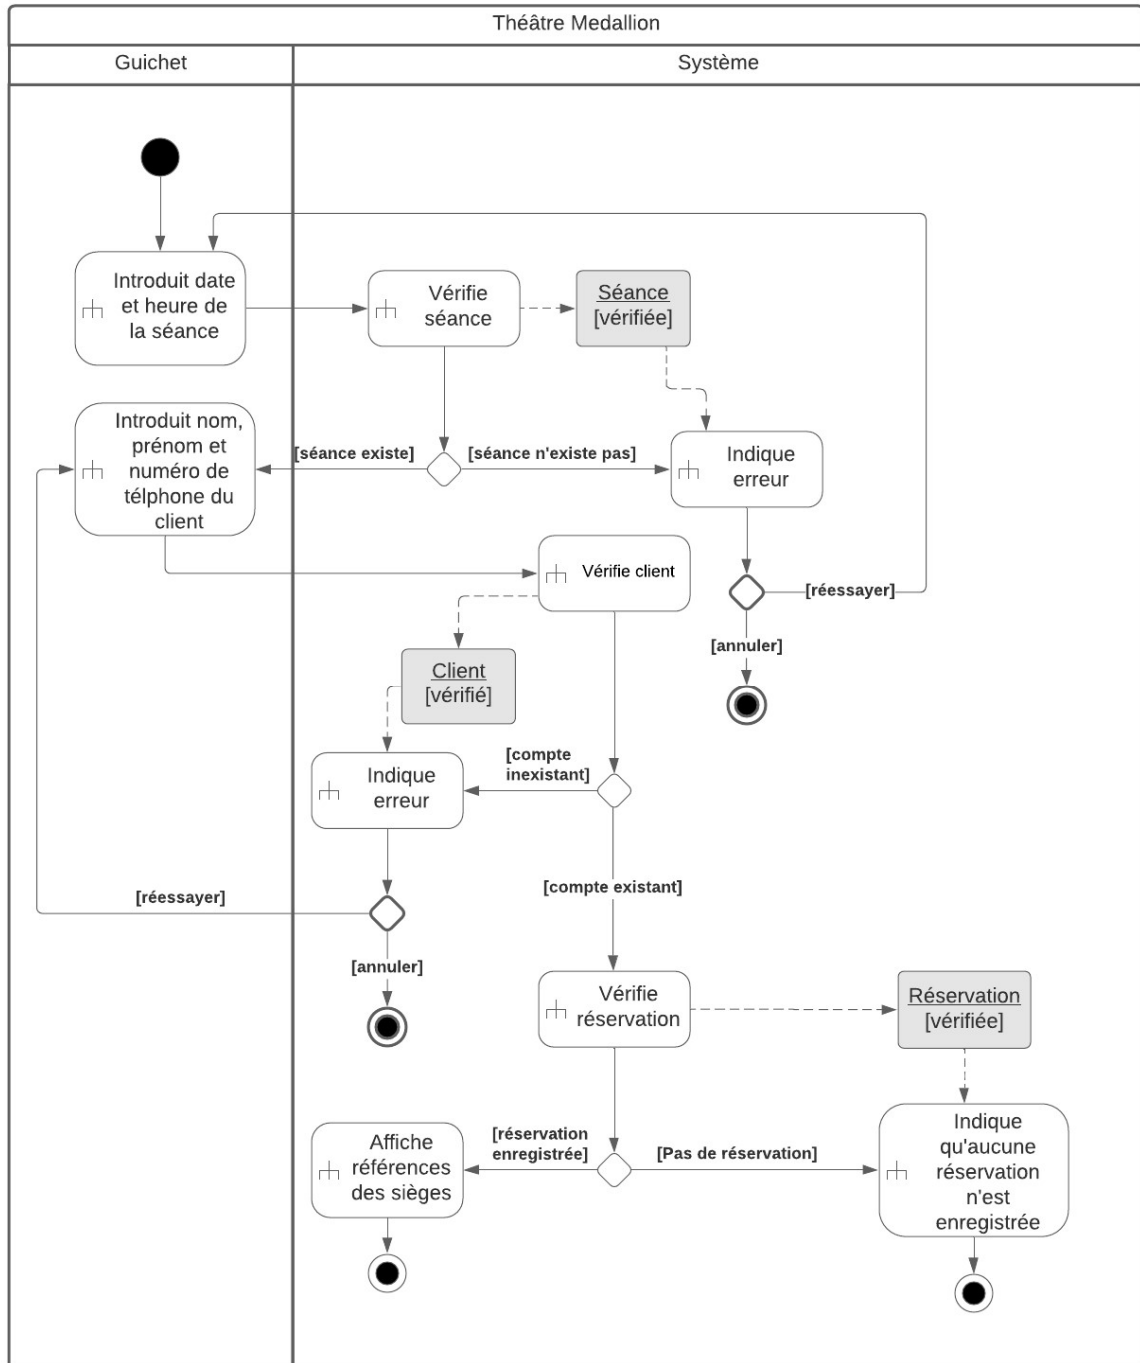 Théâtre Medallion
Guichet
Système
Introduit date
et heure de
la séance
Vérifie
séance
Séance
[vérifiée]
Introduit nom,
prénom et
numéro de
télphone du
client
[séance existe]
[séance n'existe pas]
Indique
erreur
Vérifie client
[réessayer]
[annuler]
Client
[vérifié]
[compte
inexistant]
Indique
erreur
[compte existant]
[réessayer]
[annuler]
Vérifie
réservation
Réservation
[vérifiée]
Affiche
références
des sièges
[réservation
enregistrée]
[Pas de réservation]
Indique
qu'aucune
réservation
n'est
enregistrée